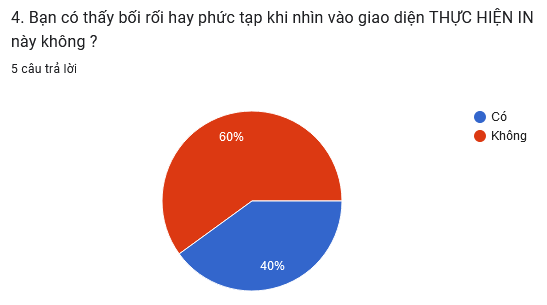 4. Bạn có thấy bối rối hay phức tạp khi nhìn vào giao diện THỰC HIỆN IN
này không ?
5 câu trả lời
Có
Không
60%
40%